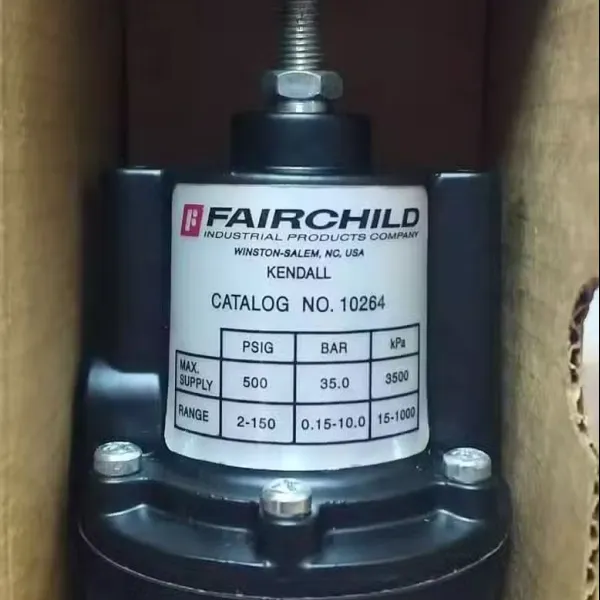 FAIRCHILD
INDUSTRIAL PRODUCTS COMPANY
WINSTON-SALEM, NC, USA
KENDALL
CATALOG NO. 10264
PSIG BAR kPa
MAX. SUPPLY 500 35.0 3500
RANGE 2-150 0.15-10.0 15-1000